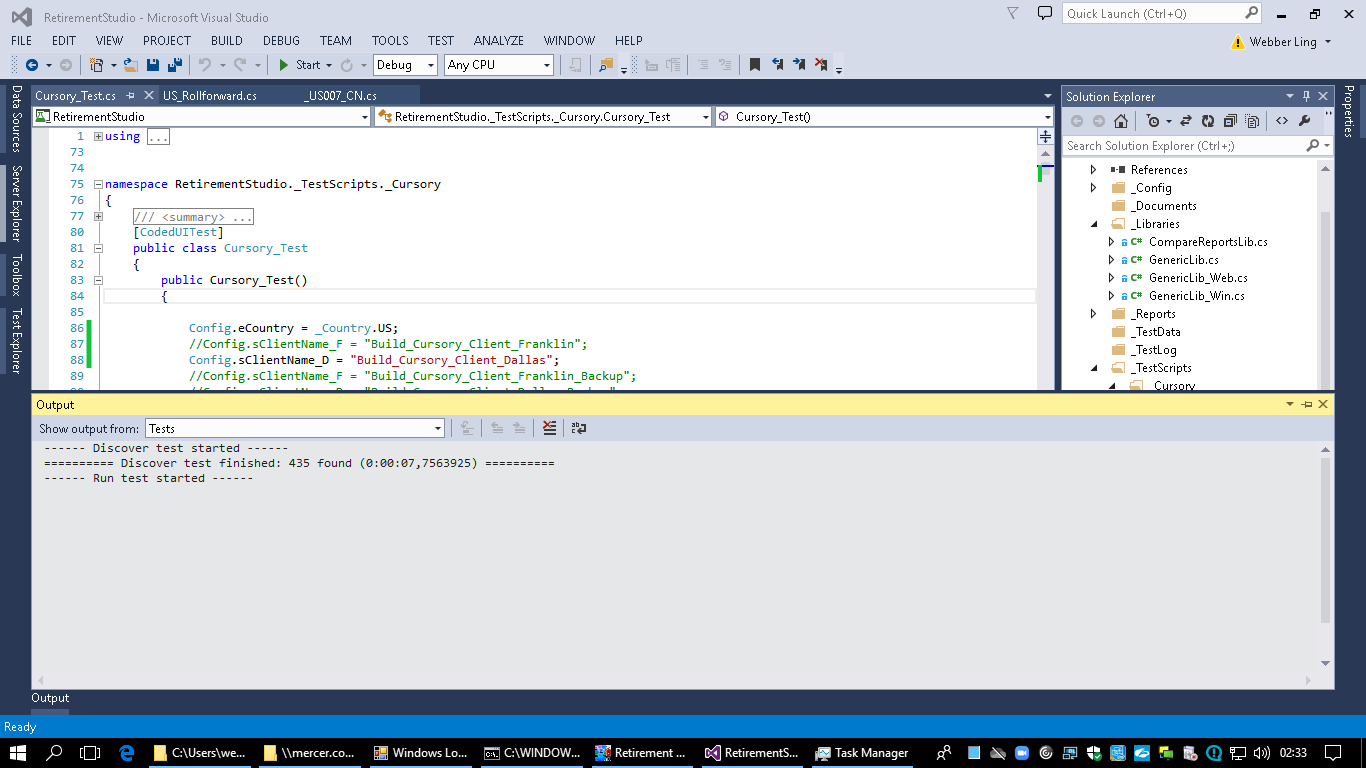 RetirementStudio - Microsoft Visual Studio
Quick Launch (Ctrl+Q)
FILE EDIT VIEW PROJECT BUILD DEBUG TEAM TOOLS TEST ANALYZE WINDOW HELP
Webber Ling
Start Debug Any CPU
Data Sources
Server Explorer
Toolbox
Test Explorer
Cursory_Test.cs US_Rollforward.cs _US007_CN.cs
RetirementStudio RetirementStudio._TestScripts._Cursory.Cursory_Test Cursory_Test()
1 using ...
73
74
75 namespace RetirementStudio._TestScripts._Cursory
76 {
77 /// <summary> ...
80 [CodedUITest]
81 public class Cursory_Test
82 {
83 public Cursory_Test()
84 {
85
86 Config.eCountry = _Country.US;
87 //Config.sClientName_F = "Build_Cursory_Client_Franklin";
88 Config.sClientName_D = "Build_Cursory_Client_Dallas";
89 //Config.sClientName_F = "Build_Cursory_Client_Franklin_Backup";
Solution Explorer
Search Solution Explorer (Ctrl+;)
References
_Config
_Documents
_Libraries
C# CompareReportsLib.cs
C# GenericLib.cs
C# GenericLib_Web.cs
C# GenericLib_Win.cs
_Reports
_TestData
_TestLog
_TestScripts
_Cursory
Properties
Output
Show output from: Tests
------ Discover test started ------
========== Discover test finished: 435 found (0:00:07,7563925) ==========
------ Run test started ------
Output
Ready
C:\Users\we... \\mercer.co... Windows Lo... C:\WINDOW... Retirement ... RetirementS... Task Manager 02:33